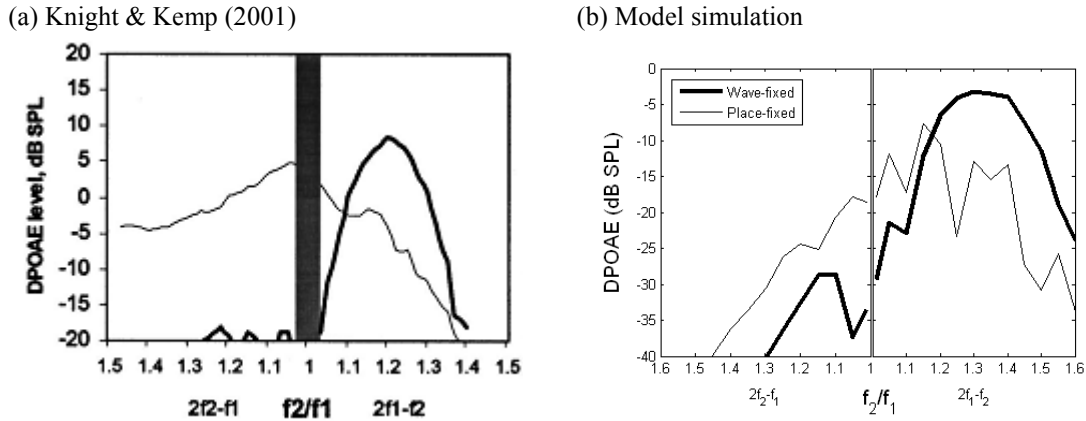 (a) Knight & Kemp (2001)
DPOAE level, dB SPL
20
15
10
5
0
-5
-10
-15
-20
1.5 1.4 1.3 1.2 1.1 1 1.1 1.2 1.3 1.4 1.5
2f2-f1 f2/f1 2f1-f2
(b) Model simulation
Wave-fixed
Place-fixed
DPOAE (dB SPL)
0
-5
-10
-15
-20
-25
-30
-35
-40
1.6 1.5 1.4 1.3 1.2 1.1 1 1.1 1.2 1.3 1.4 1.5 1.6
2f₂-f₁ f₂/f₁ 2f₁-f₂